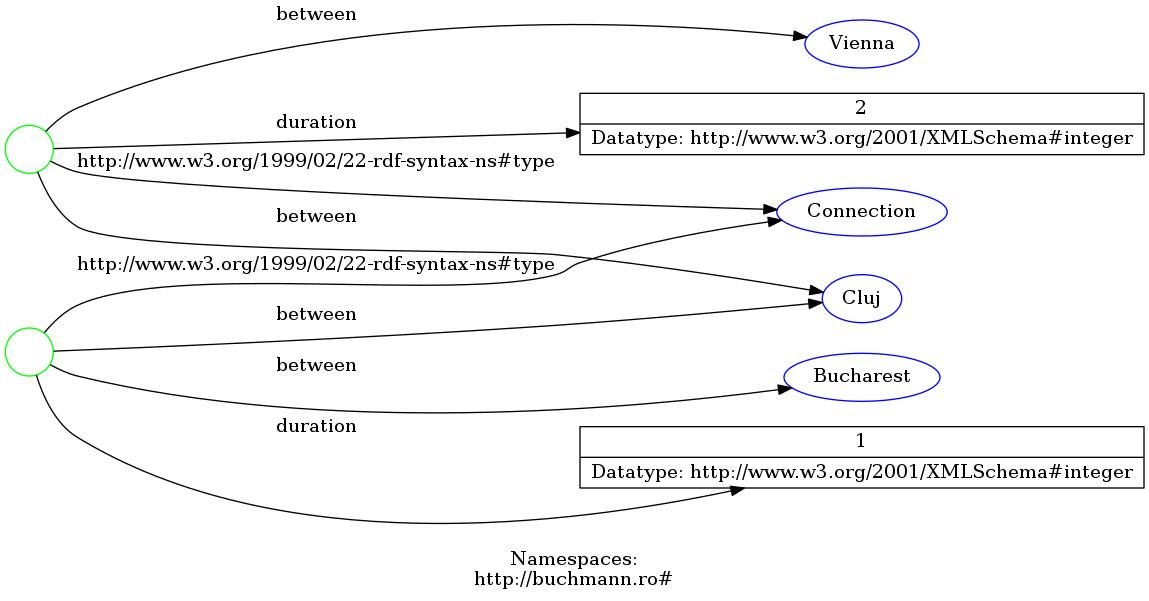 between
Vienna
2
duration
Datatype: http://www.w3.org/2001/XMLSchema#integer
http://www.w3.org/1999/02/22-rdf-syntax-ns#type
Connection
between
http://www.w3.org/1999/02/22-rdf-syntax-ns#type
Cluj
between
between
Bucharest
duration
1
Datatype: http://www.w3.org/2001/XMLSchema#integer
Namespaces:
http://buchmann.ro#